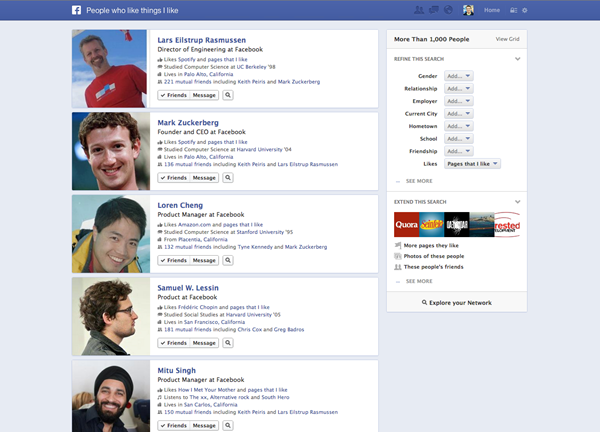 People who like things I like
Home
Lars Eilstrup Rasmussen
Director of Engineering at Facebook
Likes Spotify and pages that I like
Studied Computer Science at UC Berkeley '98
Lives in Palo Alto, California
221 mutual friends including Keith Peiris and Mark Zuckerberg
Friends Message
Mark Zuckerberg
Founder and CEO at Facebook
Likes Spotify and pages that I like
Studied Computer Science at Harvard University '04
Lives in Palo Alto, California
136 mutual friends including Keith Peiris and Lars Eilstrup Rasmussen
Friends Message
Loren Cheng
Product Manager at Facebook
Likes Amazon.com and pages that I like
Studied Computer Science at Stanford University '95
From Placentia, California
132 mutual friends including Tyne Kennedy and Mark Zuckerberg
Friends Message
Samuel W. Lessin
Product at Facebook
Likes Frédéric Chopin and pages that I like
Studied Social Studies at Harvard University '05
Lives in San Francisco, California
181 mutual friends including Chris Cox and Greg Badros
Friends Message
Mitu Singh
Product Manager at Facebook
Likes How I Met Your Mother and pages that I like
Listens to The xx, Alternative rock and South Hero
Lives in San Carlos, California
150 mutual friends including Keith Peiris and Lars Eilstrup Rasmussen
Friends Message
More Than 1,000 People View Grid
REFINE THIS SEARCH
Gender Add...
Relationship Add...
Employer Add...
Current City Add...
Hometown Add...
School Add...
Friendship Add...
Likes Pages that I like
... SEE MORE
EXTEND THIS SEARCH
Quora
More pages they like
Photos of these people
These people's friends
... SEE MORE
Explore your Network